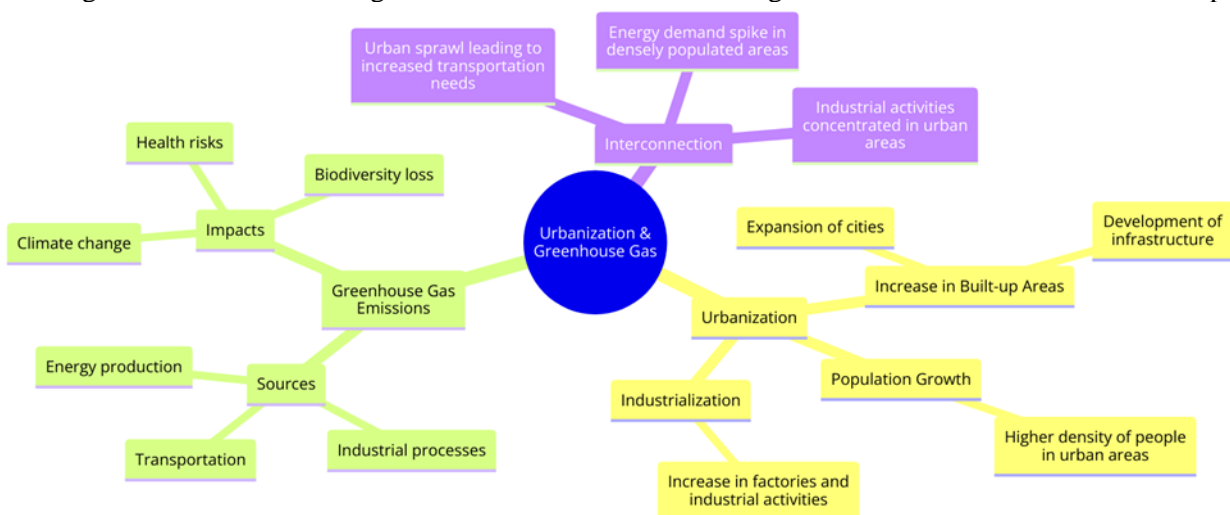 Urban sprawl leading to
increased transportation
needs
Energy demand spike in
densely populated areas
Industrial activities
concentrated in urban
areas
Interconnection
Health risks
Biodiversity loss
Climate change
Impacts
Greenhouse Gas
Emissions
Energy production
Sources
Transportation
Industrial processes
Urbanization &
Greenhouse Gas
Expansion of cities
Development of
infrastructure
Increase in Built-up Areas
Urbanization
Population Growth
Industrialization
Higher density of people
in urban areas
Increase in factories and
industrial activities